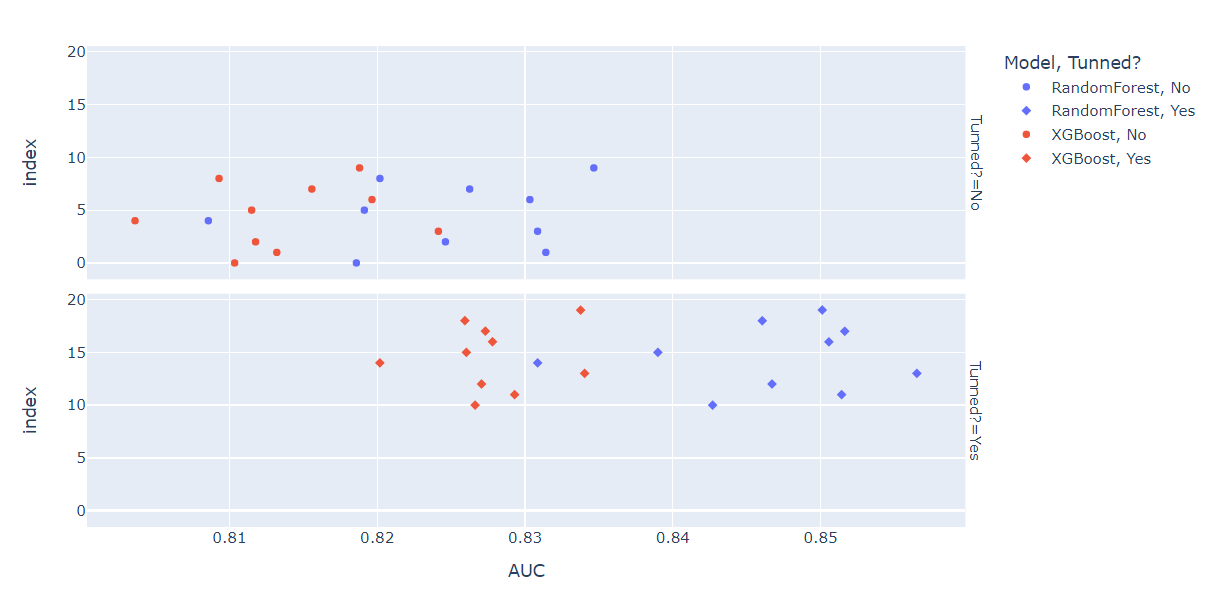 20
15
10
5
0
index
Tunned?=No
20
15
10
5
0
index
Tunned?=Yes
0.81 0.82 0.83 0.84 0.85
AUC
Model, Tunned?
RandomForest, No
RandomForest, Yes
XGBoost, No
XGBoost, Yes